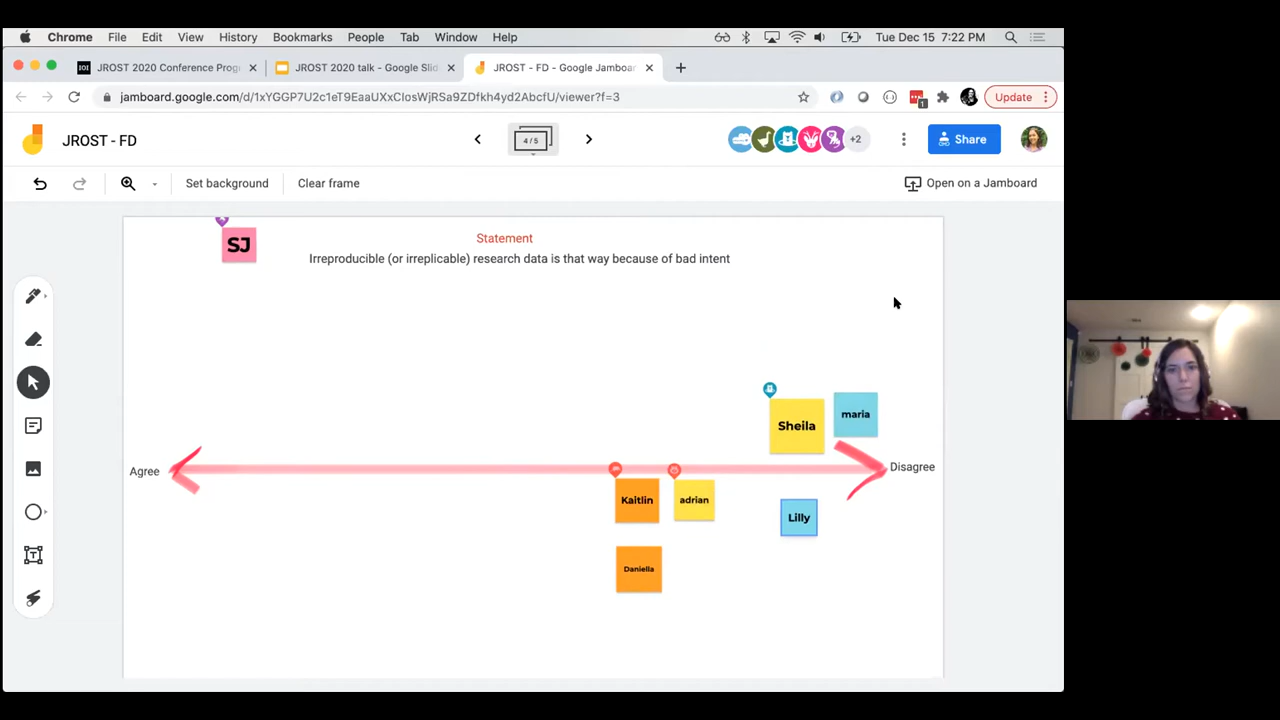 Chrome File Edit View History Bookmarks People Tab Window Help Tue Dec 15 7:22 PM
JROST 2020 Conference Prog JROST 2020 talk - Google Slid JROST - FD - Google Jamboar
jamboard.google.com/d/1xYGGP7U2c1eT9EaaUXxCIosWjRSa9ZDfkh4yd2AbcfU/viewer?f=3 1 Update
JROST - FD 4/5 +2 Share
Set background Clear frame Open on a Jamboard
SJ
Statement
Irreproducible (or irreplicable) research data is that way because of bad intent
maria
Sheila
Agree Disagree
Kaitlin adrian
Lilly
Daniella